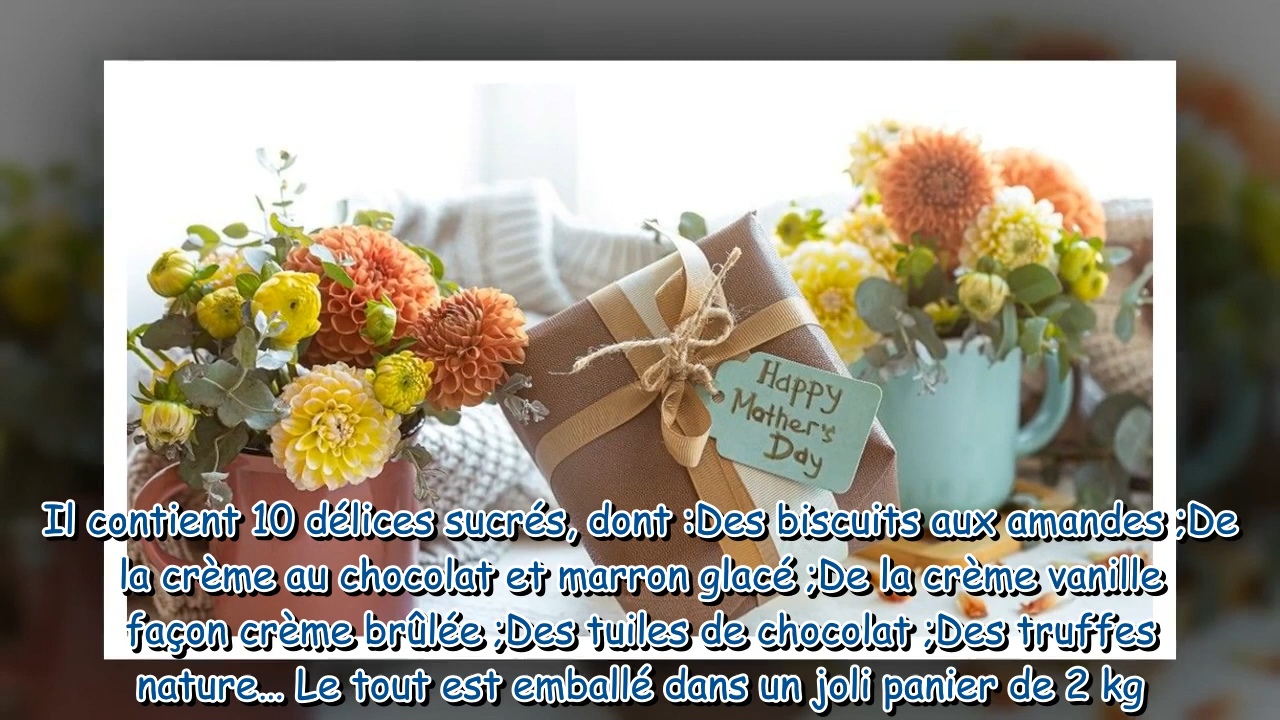 Happy
Mother's
Day
Il contient 10 délices sucrés, dont :Des biscuits aux amandes ;De
la crème au chocolat et marron glacé ;De la crème vanille
façon crème brûlée ;Des tuiles de chocolat ;Des truffes
nature... Le tout est emballé dans un joli panier de 2 kg